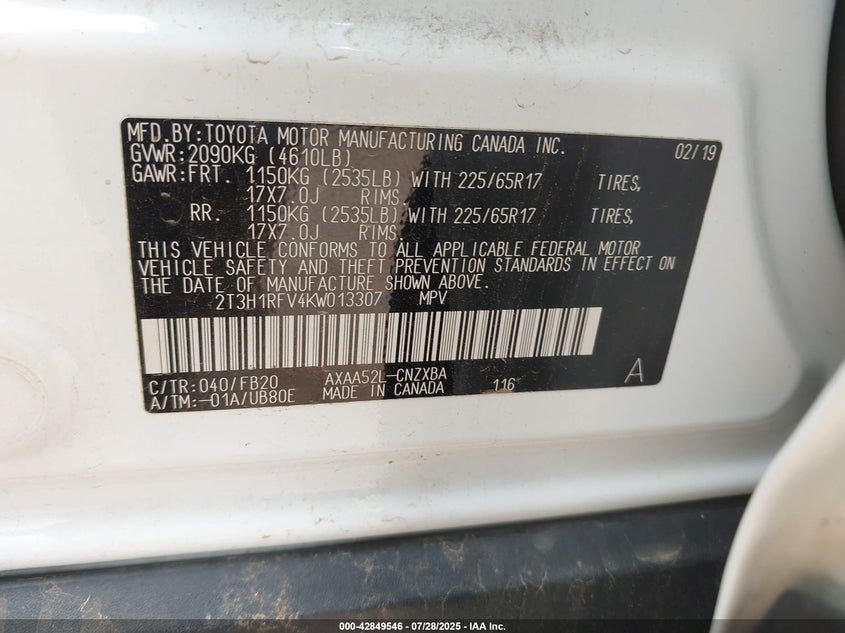 MFD.BY:TOYOTA MOTOR MANUFACTURING CANADA INC. 02/19
GVWR:2090KG (4610LB)
GAWR:FRT. 1150KG (2535LB) WITH 225/65R17 TIRES,
17X7.0J RIMS.
RR. 1150KG (2535LB) WITH 225/65R17 TIRES,
17X7.0J RIMS.
THIS VEHICLE CONFORMS TO ALL APPLICABLE FEDERAL MOTOR
VEHICLE SAFETY AND THEFT PREVENTION STANDARDS IN EFFECT ON
THE DATE OF MANUFACTURE SHOWN ABOVE.
2T3H1RFV4KW013307 MPV
C/TR:040/FB20 AXAA52L-CNZXBA A
A/TM:-01A/UB80E MADE IN CANADA 116
000-42849546 - 07/28/2025 - IAA Inc.